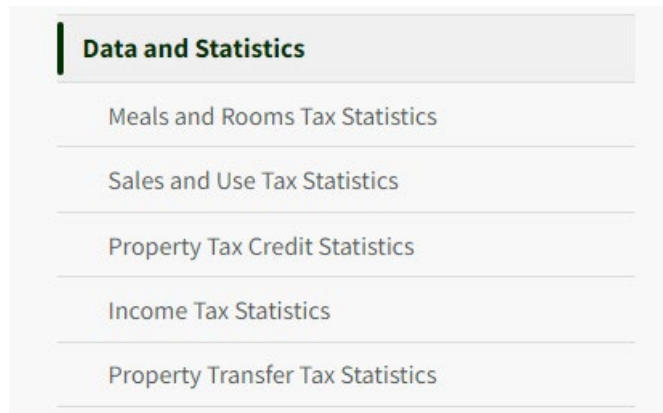 Data and Statistics
Meals and Rooms Tax Statistics
Sales and Use Tax Statistics
Property Tax Credit Statistics
Income Tax Statistics
Property Transfer Tax Statistics